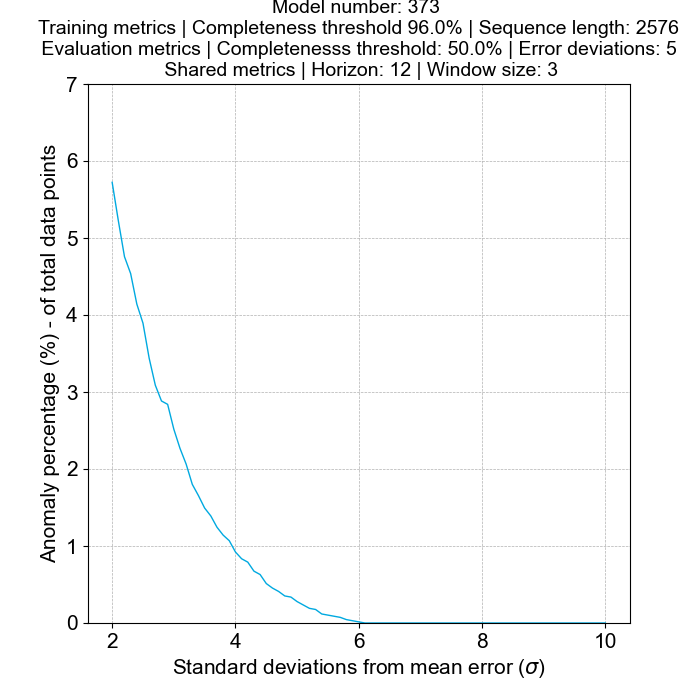 Model number: 373
Training metrics | Completeness threshold 96.0% | Sequence length: 2576
Evaluation metrics | Completenesss threshold: 50.0% | Error deviations: 5
Shared metrics | Horizon: 12 | Window size: 3
7
6
5
4
3
2
1
0
Anomaly percentage (%) - of total data points
2 4 6 8 10
Standard deviations from mean error (σ)